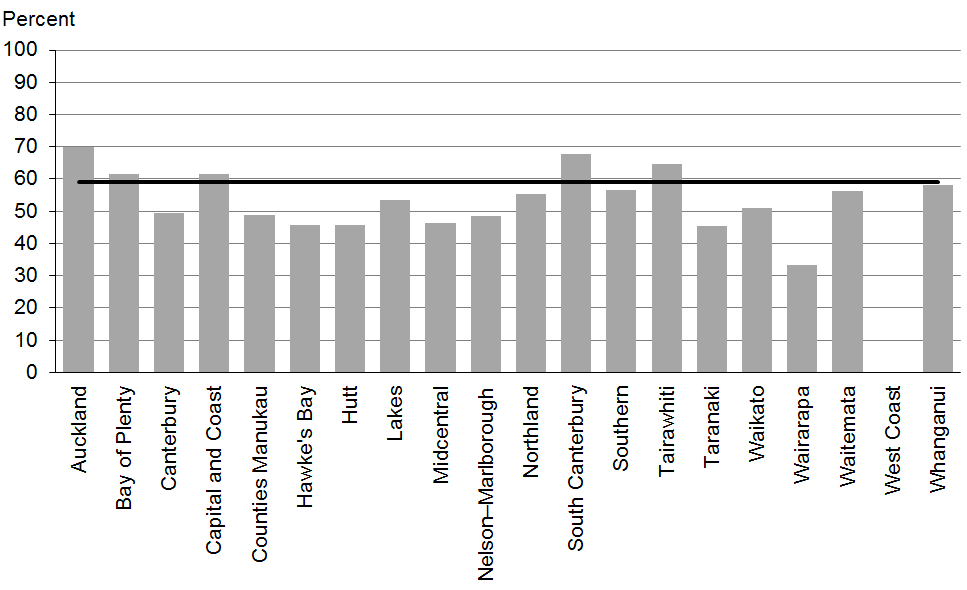 Percent
100
90
80
70
60
50
40
30
20
10
0
Auckland
Bay of Plenty
Canterbury
Capital and Coast
Counties Manukau
Hawke's Bay
Hutt
Lakes
Midcentral
Nelson–Marlborough
Northland
South Canterbury
Southern
Tairawhiti
Taranaki
Waikato
Wairarapa
Waitemata
West Coast
Whanganui